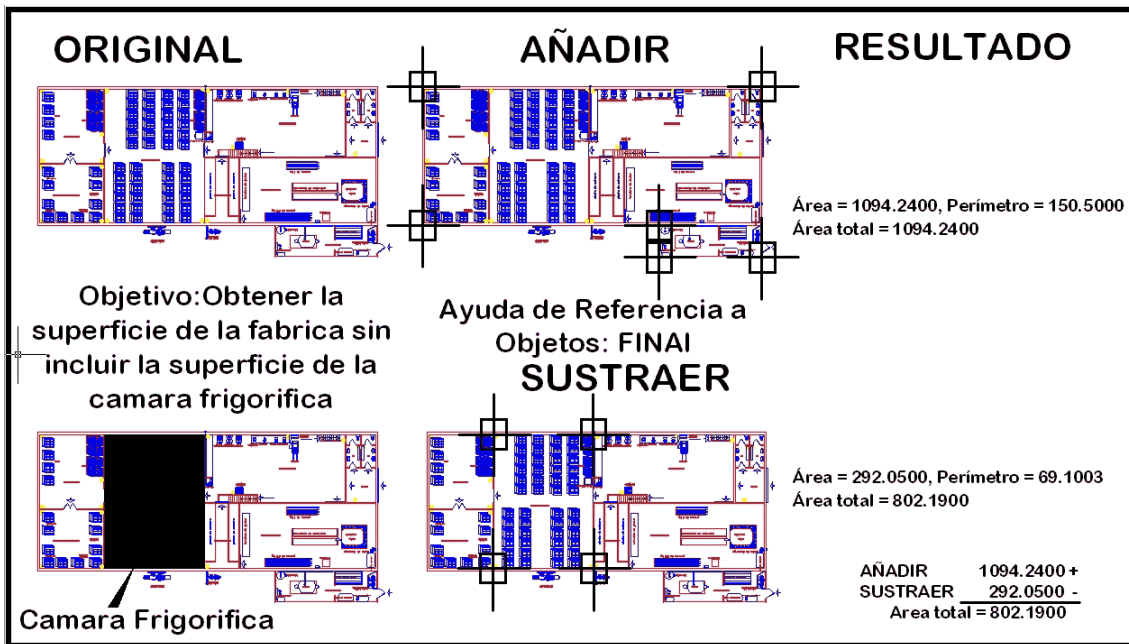 ORIGINAL
AÑADIR
RESULTADO
Área = 1094.2400, Perímetro = 150.5000
Área total = 1094.2400
Objetivo:Obtener la
superficie de la fabrica sin
incluir la superficie de la
camara frigorifica
Ayuda de Referencia a
Objetos: FINAl
SUSTRAER
Área = 292.0500, Perímetro = 69.1003
Área total = 802.1900
Camara Frigorifica
AÑADIR 1094.2400 +
SUSTRAER 292.0500 -
Area total = 802.1900